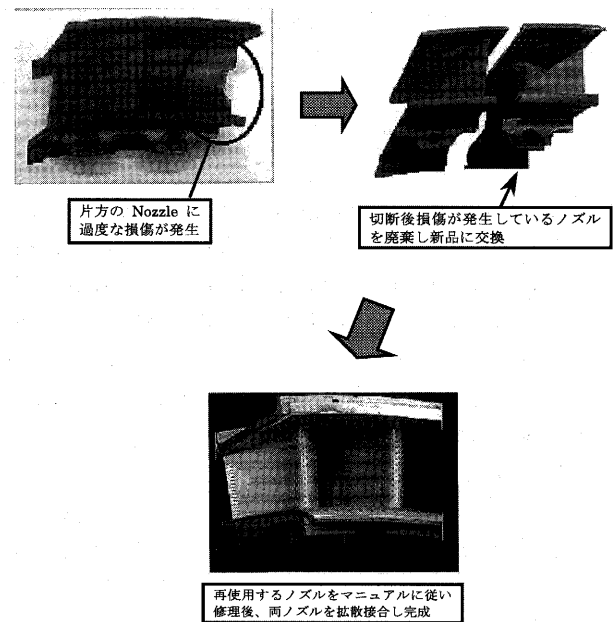 片方の Nozzle に
過度な損傷が発生
切断後損傷が発生しているノズル
を廃棄し新品に交換
再使用するノズルをマニュアルに従い
修理後、両ノズルを拡散接合し完成